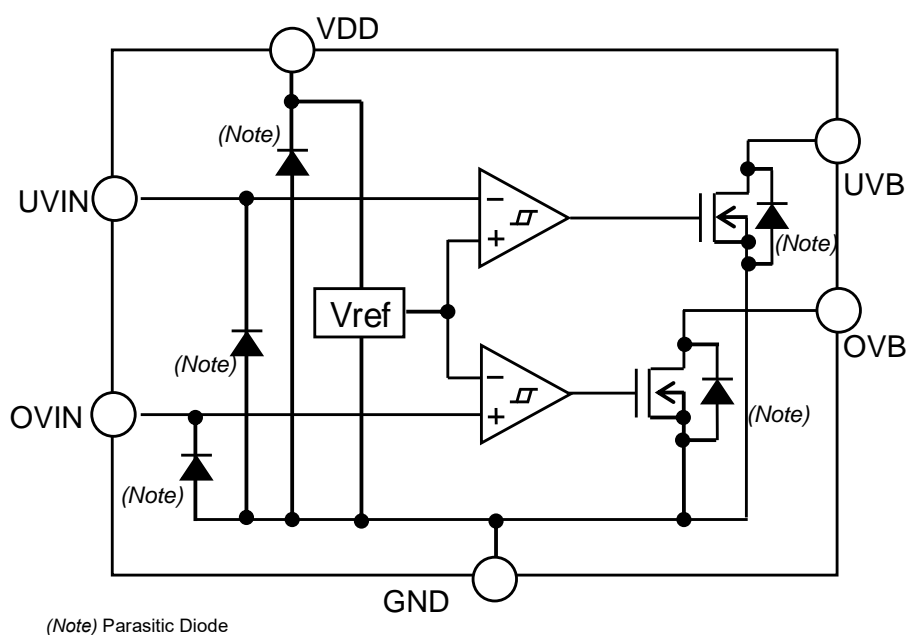 VDD
(Note)
UVIN
−
+
UVB
(Note)
Vref
OVB
(Note)
−
+
OVIN
(Note)
(Note)
GND
(Note) Parasitic Diode